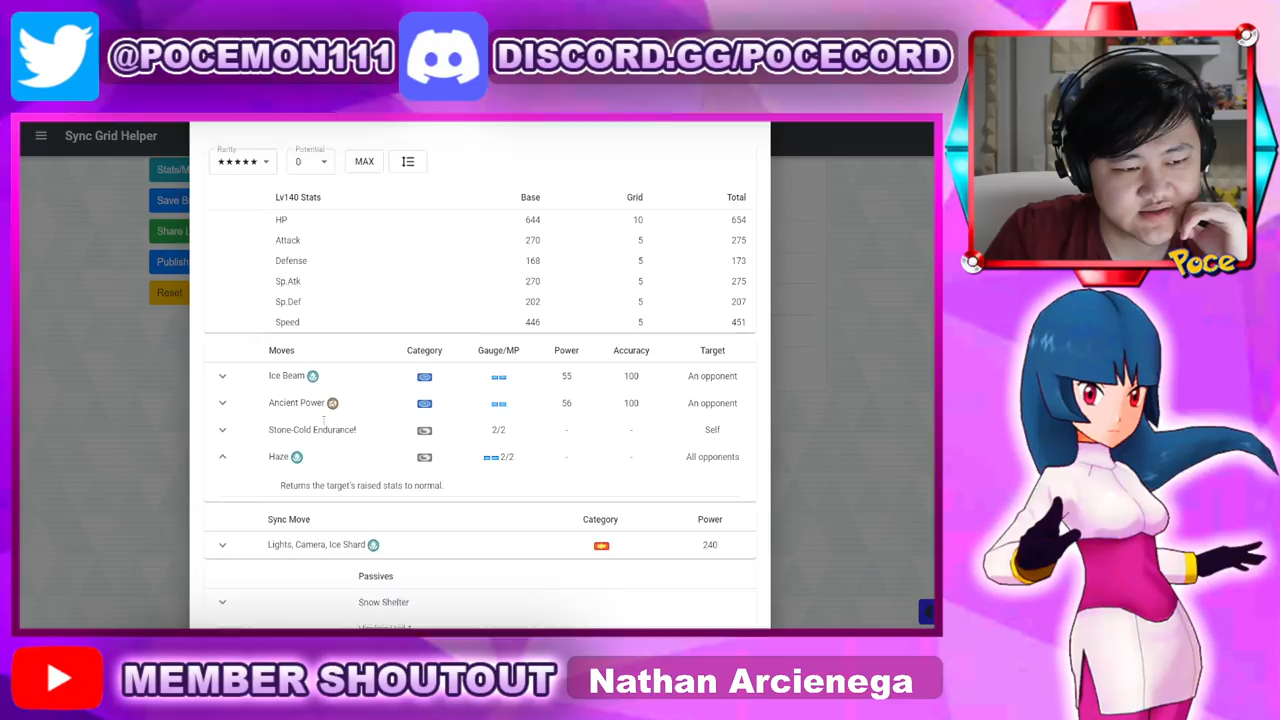 @POCEMON111 DISCORD.GG/POCECORD
Sync Grid Helper
Stats/M
Save B
Share L
Publis
Reset
Rarity Potential
★★★★★ 0 MAX
Lv140 Stats Base Grid Total
HP 644 10 654
Attack 270 5 275
Defense 168 5 173
Sp.Atk 270 5 275
Sp.Def 202 5 207
Speed 446 5 451
Moves Category Gauge/MP Power Accuracy Target
Ice Beam 55 100 An opponent
Ancient Power 56 100 An opponent
Stone-Cold Endurance! 2/2 - - Self
Haze 2/2 - - All opponents
Returns the target's raised stats to normal.
Sync Move Category Power
Lights, Camera, Ice Shard 240
Passives
Snow Shelter
Poce
MEMBER SHOUTOUT Nathan Arcienega